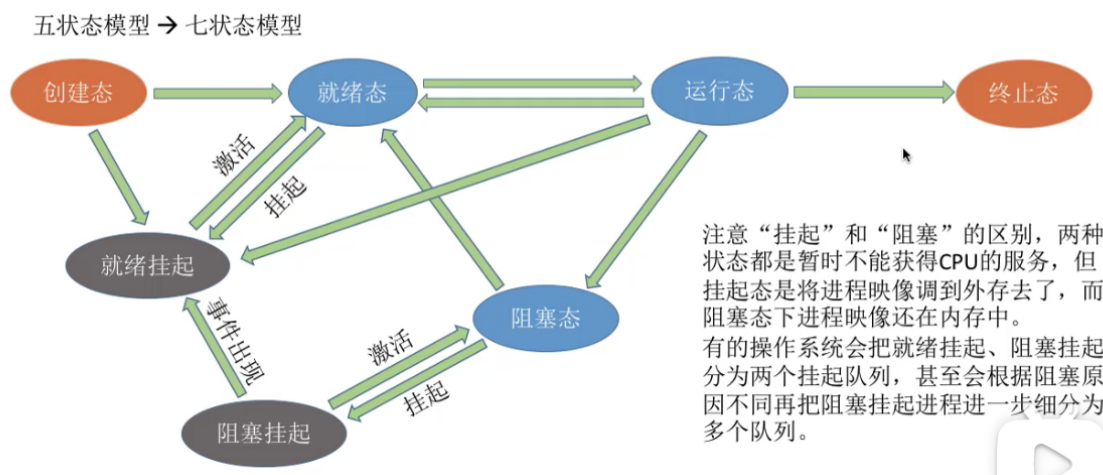 五状态模型 → 七状态模型
创建态
就绪态
运行态
终止态
激活
挂起
就绪挂起
事件出现
阻塞态
激活
挂起
阻塞挂起
注意“挂起”和“阻塞”的区别，两种
状态都是暂时不能获得CPU的服务，但
挂起态是将进程映像调到外存去了，而
阻塞态下进程映像还在内存中。
有的操作系统会把就绪挂起、阻塞挂起
分为两个挂起队列，甚至会根据阻塞原
因不同再把阻塞挂起进程进一步细分为
多个队列。